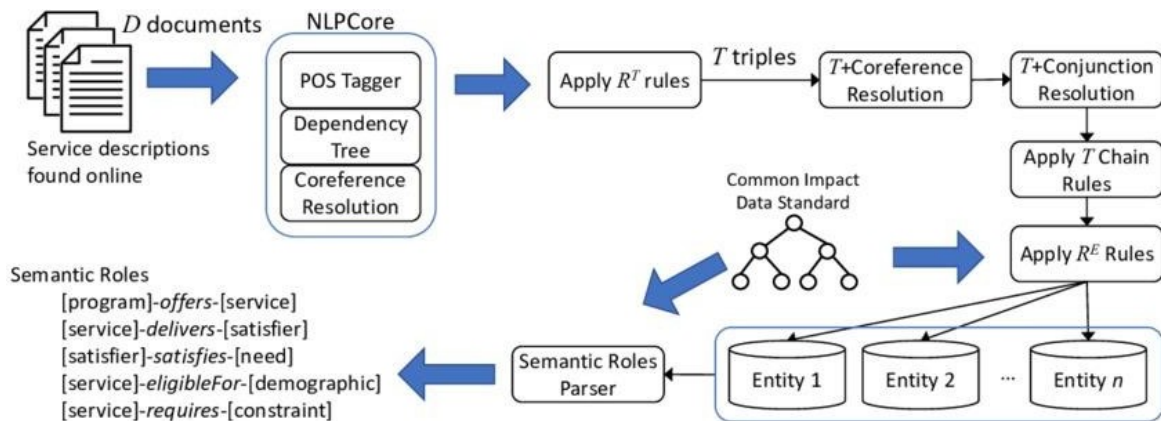 D documents
NLPCore
POS Tagger
Dependency
Tree
Coreference
Resolution
Service descriptions
found online
Apply Rᵀ rules
T triples
T+Coreference
Resolution
T+Conjunction
Resolution
Apply T Chain
Rules
Common Impact
Data Standard
Apply Rᴱ Rules
Semantic Roles
[program]-offers-[service]
[service]-delivers-[satisfier]
[satisfier]-satisfies-[need]
[service]-eligibleFor-[demographic]
[service]-requires-[constraint]
Semantic Roles
Parser
Entity 1
Entity 2
...
Entity n